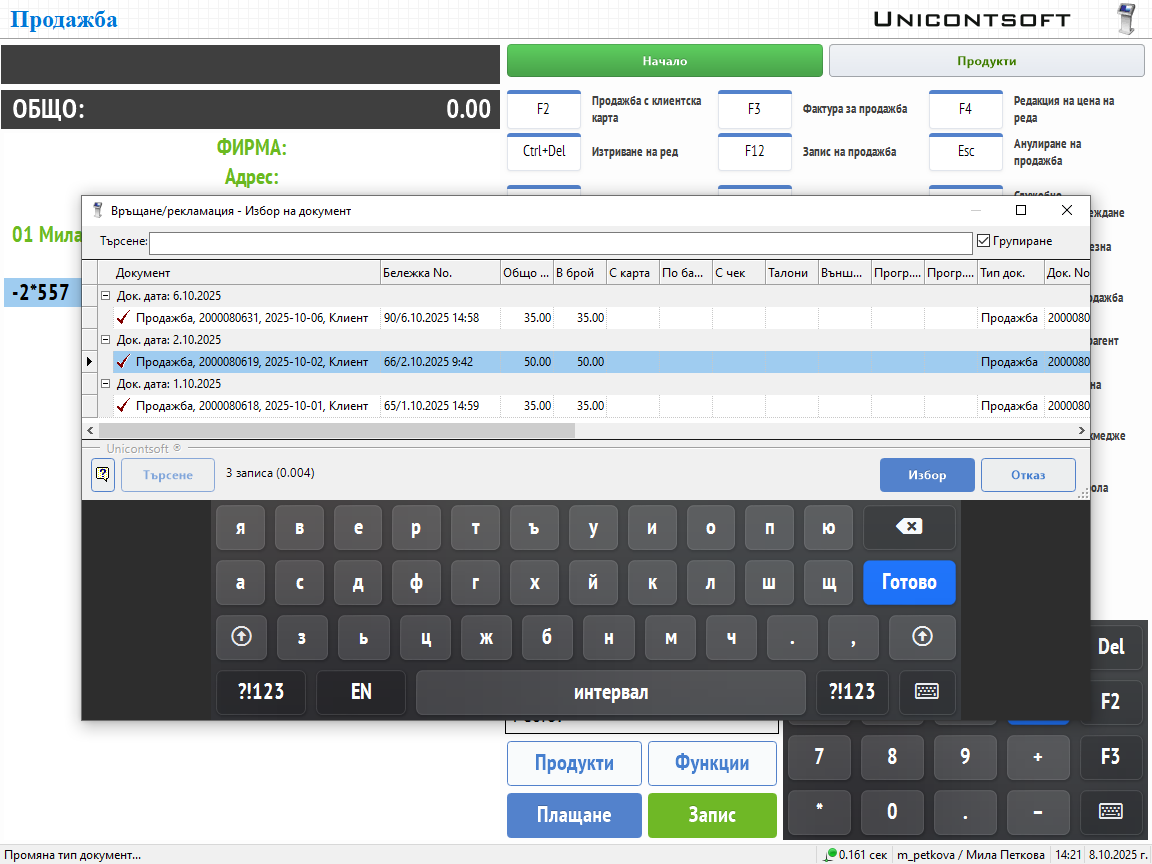 Продажба
UNICONTSOFT
Начало
Продукти
ОБЩО: 0.00
F2 Продажба с клиентска карта
F3 Фактура за продажба
F4 Редакция на цена на реда
Ctrl+Del Изтриване на ред
F12 Запис на продажба
Esc Анулиране на продажба
ФИРМА:
Адрес:
01 Мила
-2*557
Връщане/рекламация - Избор на документ
Търсене:
Групиране
Документ Бележка No. Общо ... В брой С карта По ба... С чек Талони Външ... Прогр.... Прогр.... Тип док. Док. No
Док. дата: 6.10.2025
Продажба, 2000080631, 2025-10-06, Клиент 90/6.10.2025 14:58 35.00 35.00 Продажба 2000080
Док. дата: 2.10.2025
Продажба, 2000080619, 2025-10-02, Клиент 66/2.10.2025 9:42 50.00 50.00 Продажба 2000080
Док. дата: 1.10.2025
Продажба, 2000080618, 2025-10-01, Клиент 65/1.10.2025 14:59 35.00 35.00 Продажба 2000080
Unicontsoft ®
Търсене
3 записа (0.004)
Избор
Отказ
я в е р т ъ у и о п ю
а с д ф г х й к л ш щ Готово
з ь ц ж б н м ч . ,
?!123 EN интервал ?!123
Del
F2
Продукти Функции
7 8 9 + F3
Плащане Запис
* 0 . -
Промяна тип документ...
0.161 сек m_petkova / Мила Петкова 14:21 8.10.2025 г.